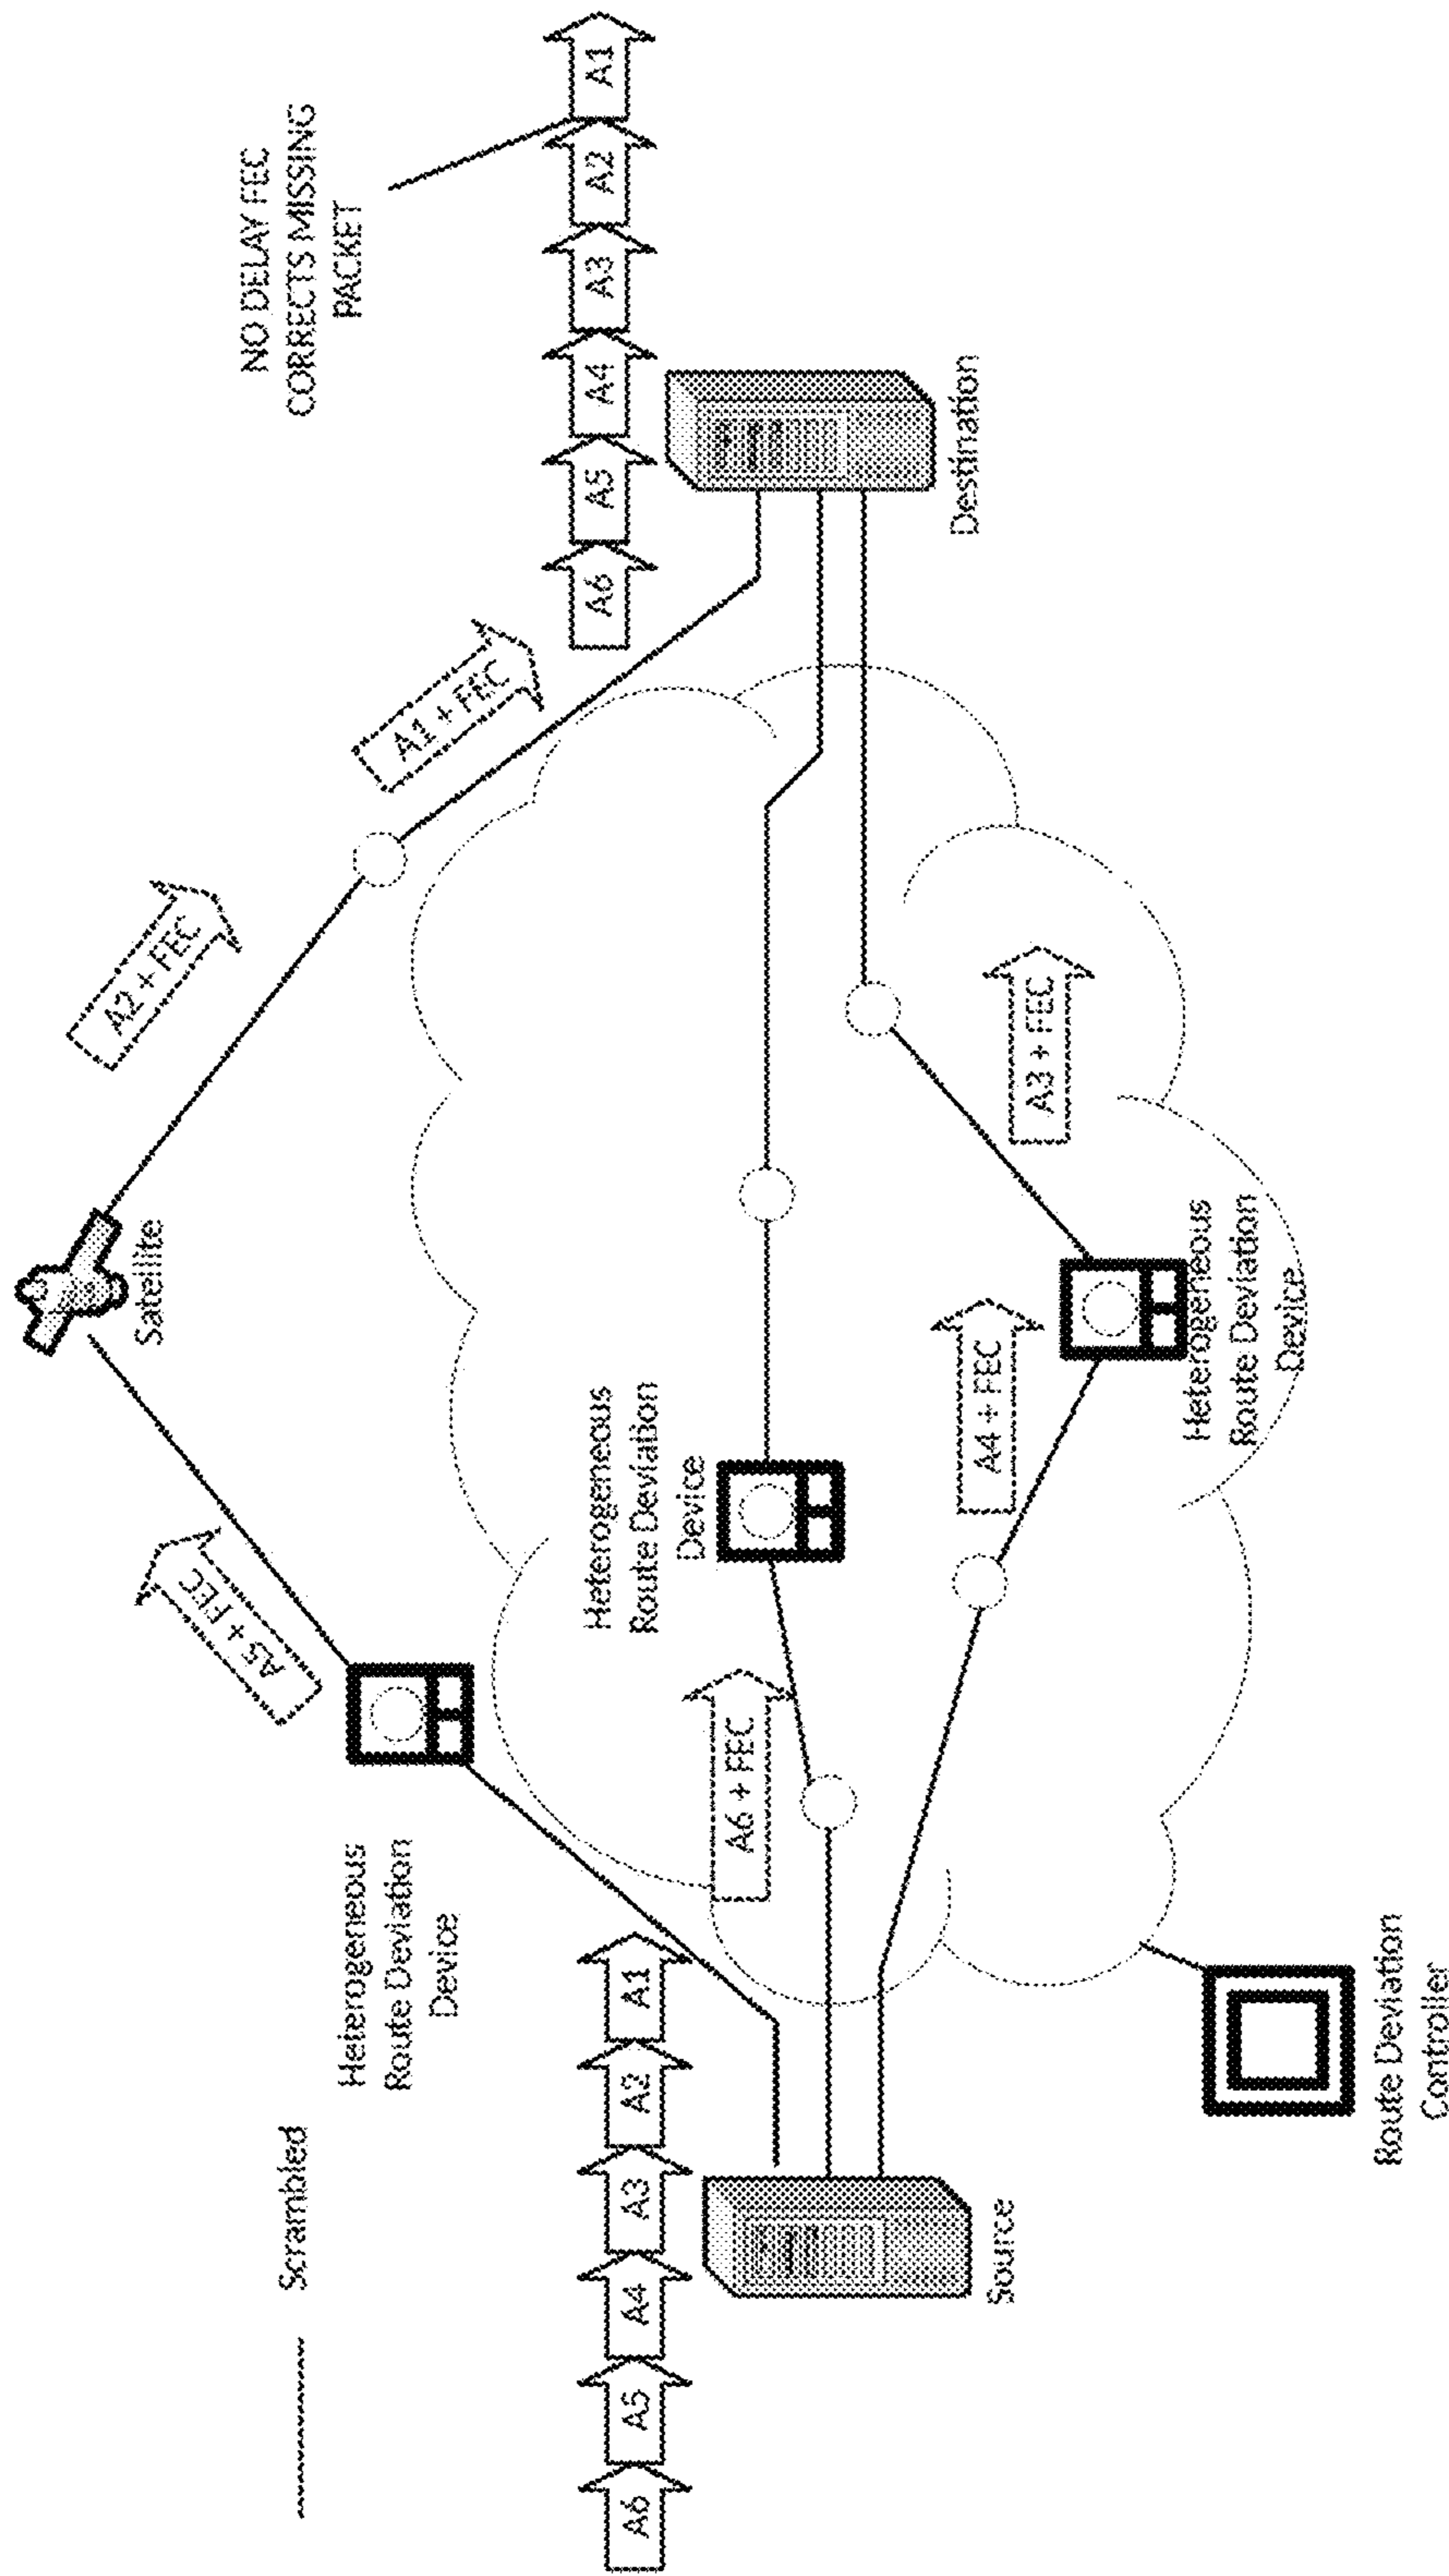 Scrambled
NO DELAY FEC
CORRECTS MISSING
PACKET
Satellite
A5 + FEC
A2 + FEC
A1 + FEC
Heterogeneous
Route Deviation
Device
A6
A5
A4
A3
A2
A1
A6
A5
A4
A3
A2
A1
Source
Destination
A6 + FEC
Heterogeneous
Route Deviation
Device
A4 + FEC
A3 + FEC
Heterogeneous
Route Deviation
Device
Route Deviation
Controller